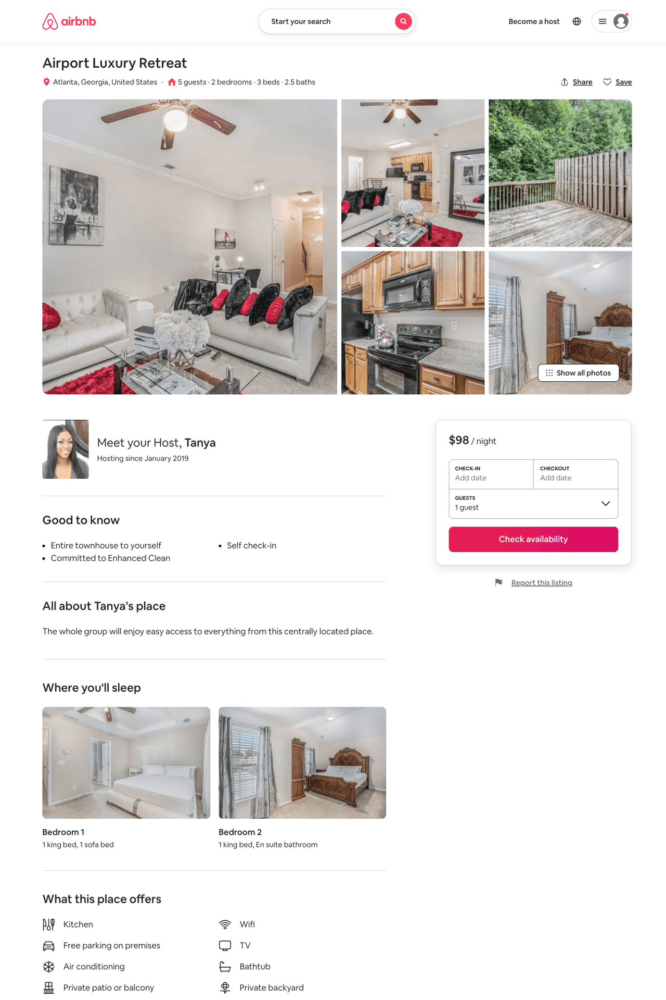 airbnb
Start your search
Become a host
Airport Luxury Retreat
Atlanta, Georgia, United States · 5 guests · 2 bedrooms · 3 beds · 2.5 baths
Share
Save
Show all photos
Meet your Host, Tanya
Hosting since January 2019
$98 / night
CHECK-IN
Add date
CHECKOUT
Add date
GUESTS
1 guest
Check availability
Report this listing
Good to know
Entire townhouse to yourself
Self check-in
Committed to Enhanced Clean
All about Tanya’s place
The whole group will enjoy easy access to everything from this centrally located place.
Where you'll sleep
Bedroom 1
1 king bed, 1 sofa bed
Bedroom 2
1 king bed, En suite bathroom
What this place offers
Kitchen
Wifi
Free parking on premises
TV
Air conditioning
Bathtub
Private patio or balcony
Private backyard